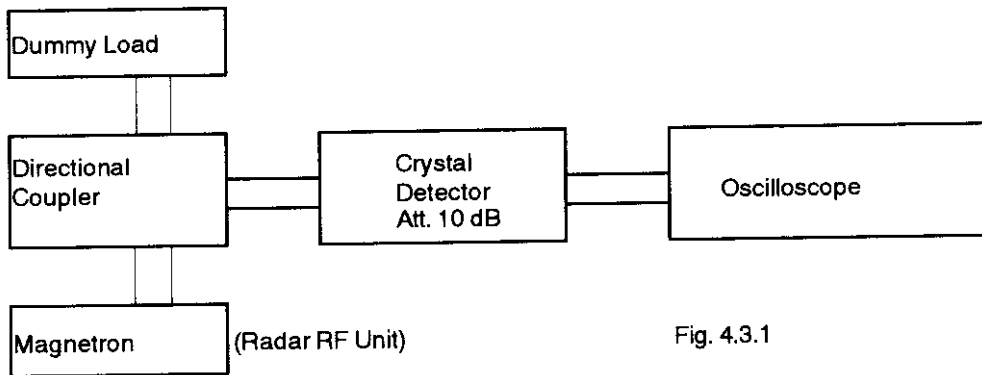 Dummy Load
Directional
Coupler
Crystal
Detector
Att. 10 dB
Oscilloscope
Magnetron
(Radar RF Unit)
Fig. 4.3.1